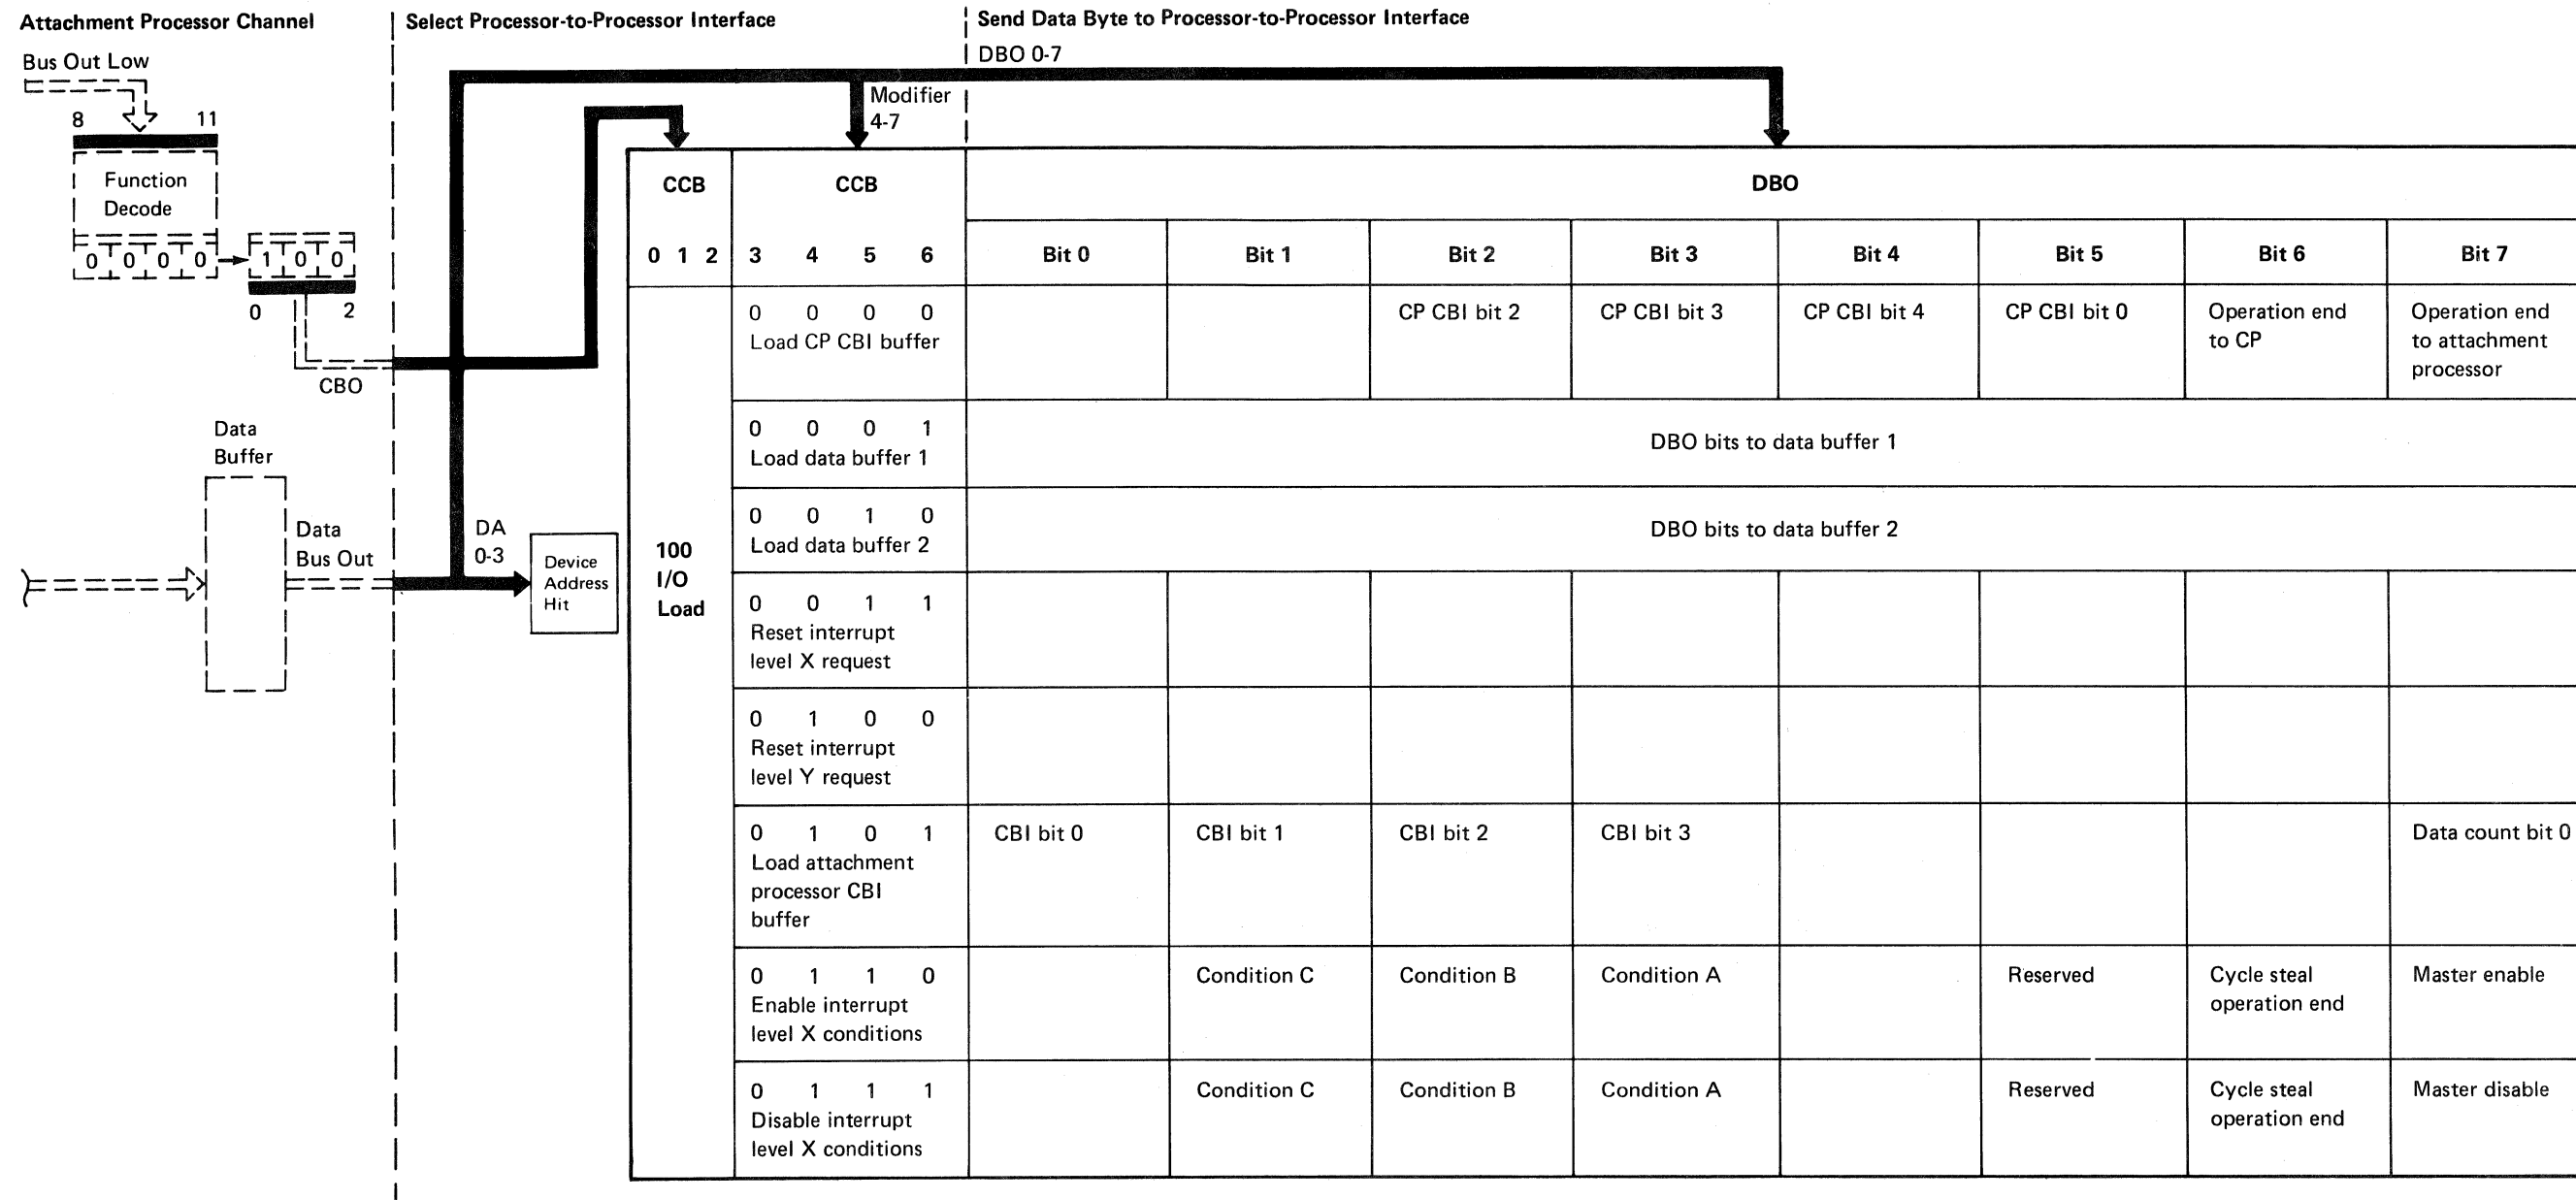 Attachment Processor Channel
Select Processor-to-Processor Interface
Send Data Byte to Processor-to-Processor Interface
Bus Out Low
DBO 0-7
8 11
Modifier
4-7
Function
Decode
0 0 0 0
1 0 0
0 2
CBO
Data
Buffer
Data
Bus Out
DA
0-3
Device
Address
Hit
CCB CCB DBO
0 1 2 3 4 5 6 Bit 0 Bit 1 Bit 2 Bit 3 Bit 4 Bit 5 Bit 6 Bit 7
100
I/O
Load
0 0 0 0 CP CBI bit 2 CP CBI bit 3 CP CBI bit 4 CP CBI bit 0 Operation end Operation end
Load CP CBI buffer to CP to attachment
processor
0 0 0 1
Load data buffer 1
DBO bits to data buffer 1
0 0 1 0
Load data buffer 2
DBO bits to data buffer 2
0 0 1 1
Reset interrupt
level X request
0 1 0 0
Reset interrupt
level Y request
0 1 0 1 CBI bit 0 CBI bit 1 CBI bit 2 CBI bit 3 Data count bit 0
Load attachment
processor CBI
buffer
0 1 1 0 Condition C Condition B Condition A Reserved Cycle steal Master enable
Enable interrupt operation end
level X conditions
0 1 1 1 Condition C Condition B Condition A Reserved Cycle steal Master disable
Disable interrupt operation end
level X conditions